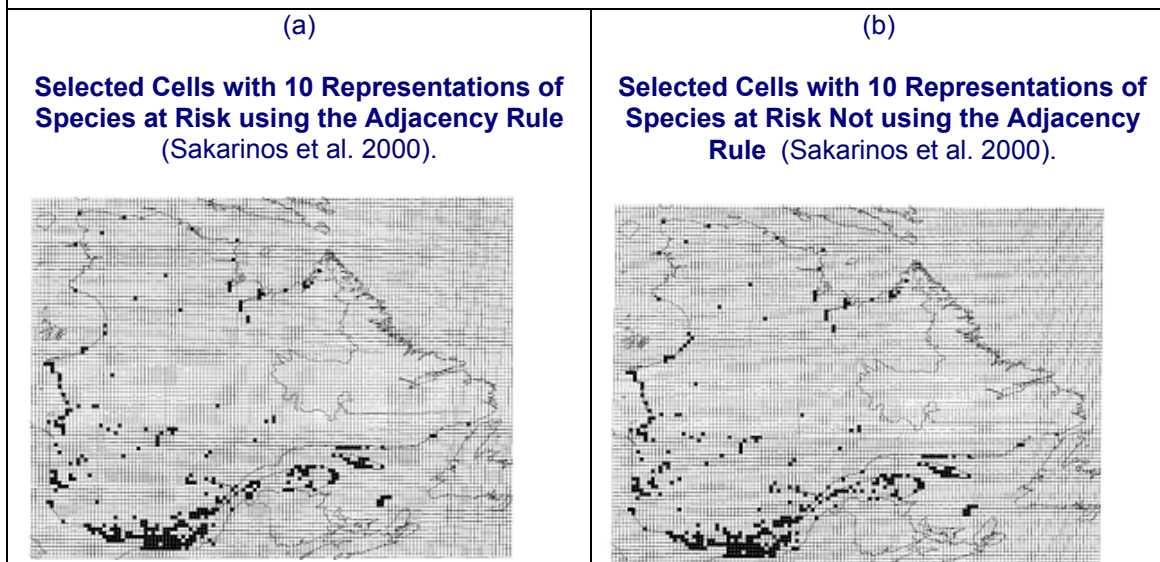 (a)
Selected Cells with 10 Representations of
Species at Risk using the Adjacency Rule
(Sakarinos et al. 2000).
(b)
Selected Cells with 10 Representations of
Species at Risk Not using the Adjacency
Rule (Sakarinos et al. 2000).